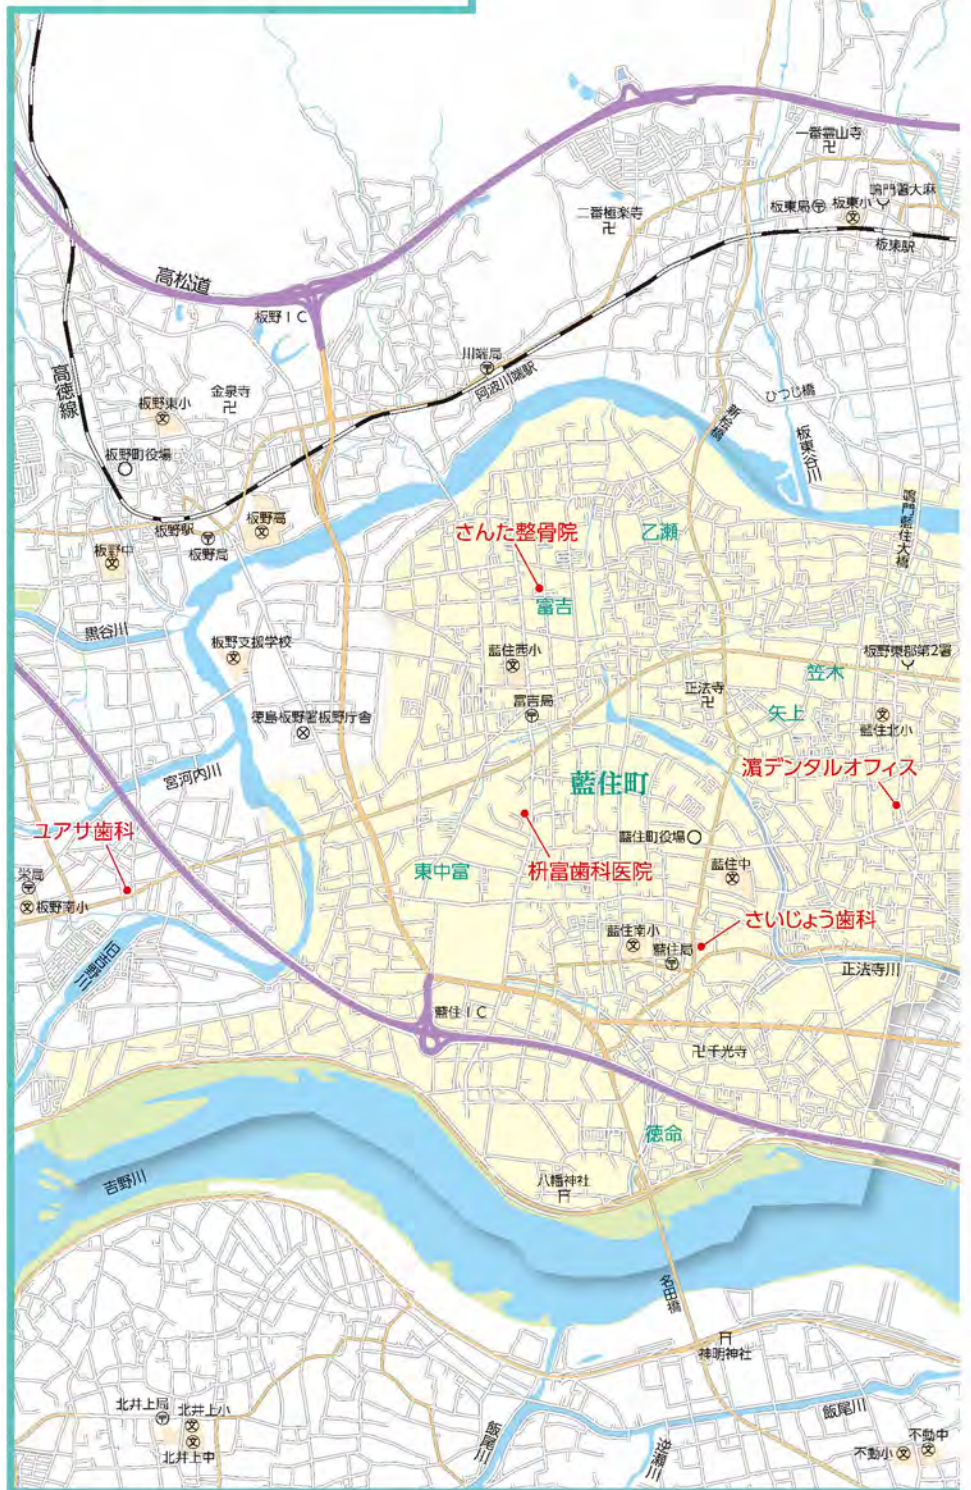 一番霊山寺
鳴門署大麻
板東局
板東小
二番極楽寺
板東駅
高松道
板野IC
川端局
阿波川端駅
高徳線
金泉寺
板野東小
ひつじ橋
板東谷川
板野町役場
板野駅
板野局
板野高
板野中
鳴門藍住大橋
さんた整骨院
乙瀬
富吉
黒谷川
板野支援学校
藍住西小
板野東部第2署
笠木
正法寺
富吉局
矢上
藍住北小
徳島板野署板野庁舎
宮河内川
藍住町
濵デンタルオフィス
ユアサ歯科
藍住町役場
東中富
枡富歯科医院
藍住中
栄局
板野南小
さいじょう歯科
藍住南小
藍住局
旧吉野川
正法寺川
藍住IC
千光寺
徳命
八幡神社
吉野川
名田橋
神明神社
北井上局
北井上小
北井上中
飯尾川
飯尾川
逆瀬川
不動中
不動小